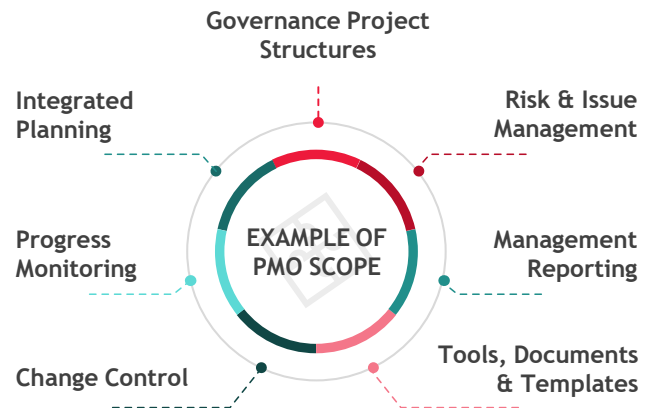 Governance Project
Structures
Integrated
Planning
Risk & Issue
Management
Progress
Monitoring
EXAMPLE OF
PMO SCOPE
Management
Reporting
Change Control
Tools, Documents
& Templates